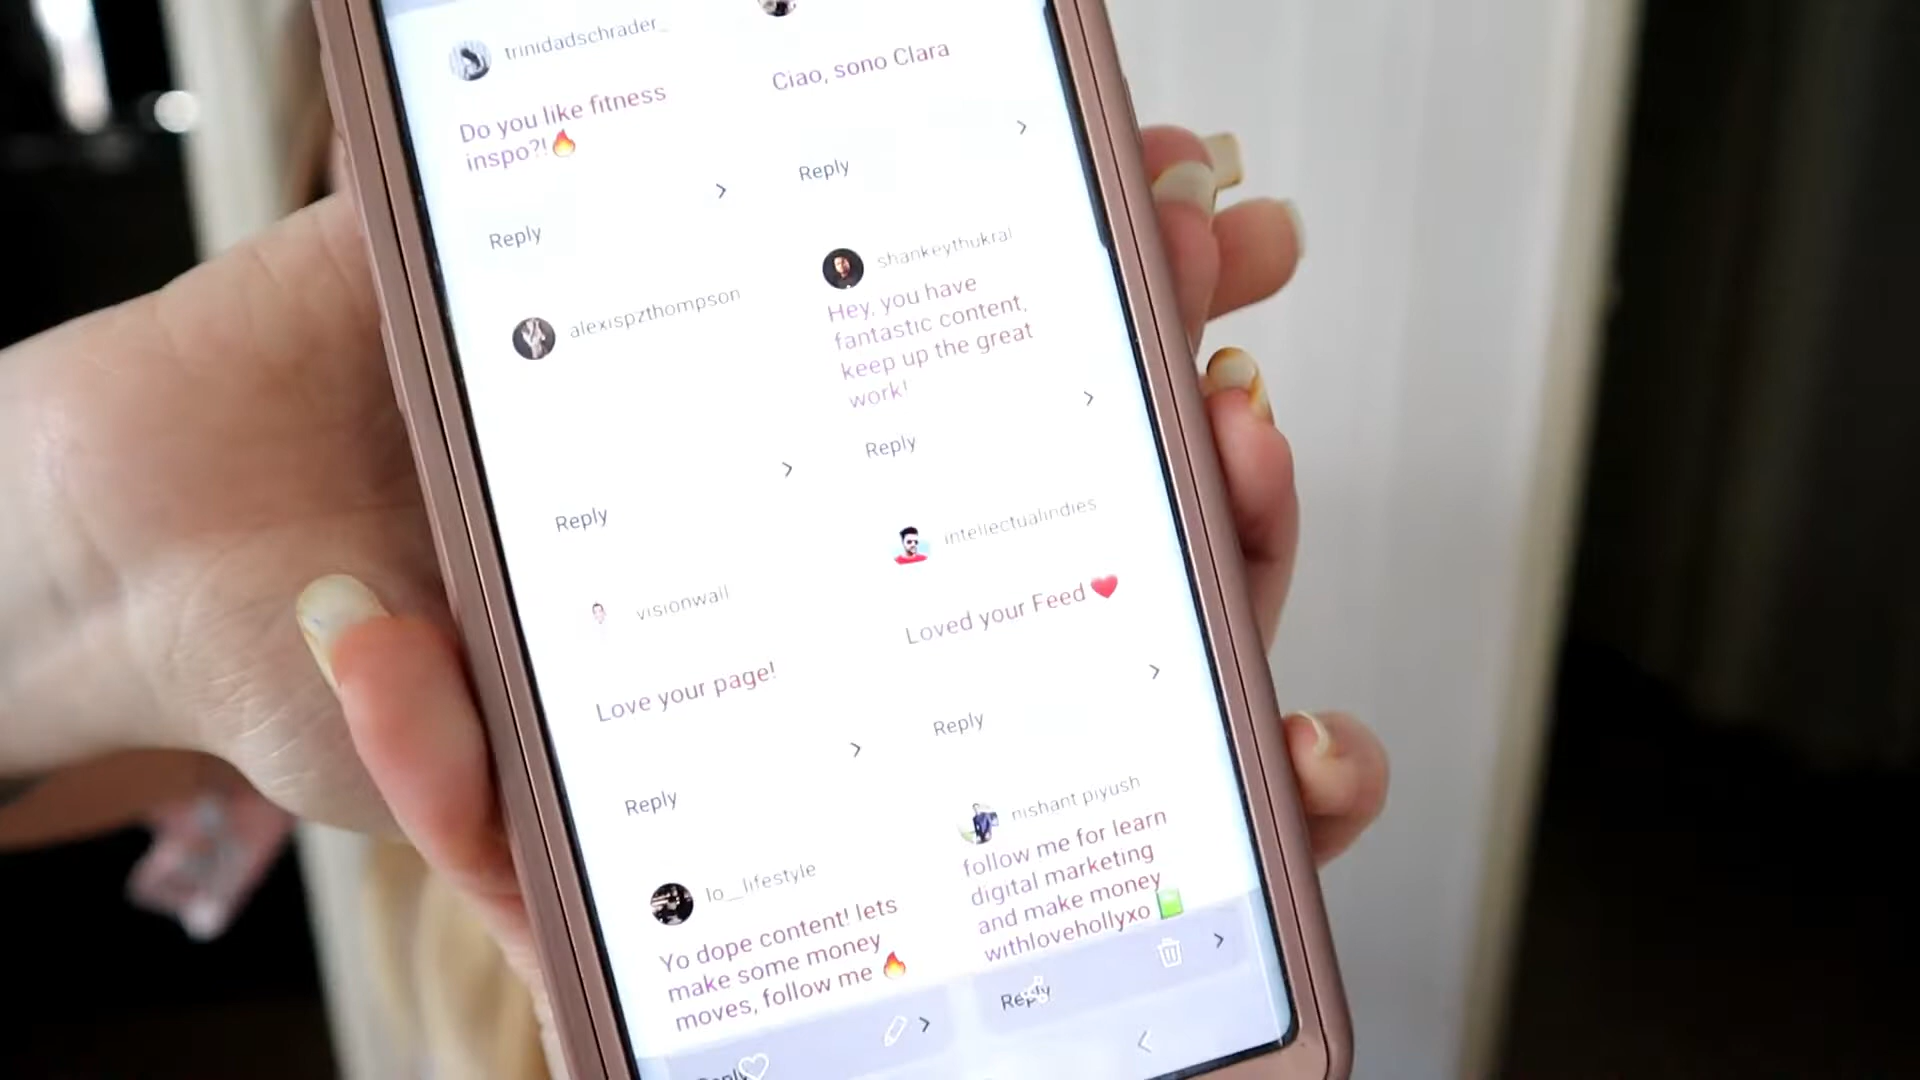 trinidadschrader_
Do you like fitness
inspo?!🔥
Reply
Ciao, sono Clara
Reply
alexispzthompson
Reply
shankeythukral
Hey, you have
fantastic content,
keep up the great
work!
Reply
visionwall
Love your page!
Reply
intellectualindies
Loved your Feed ❤️
Reply
lo__lifestyle
Yo dope content! lets
make some money
moves, follow me 🔥
Reply
nishant piyush
follow me for learn
digital marketing
and make money
withlovehollyxo
Reply